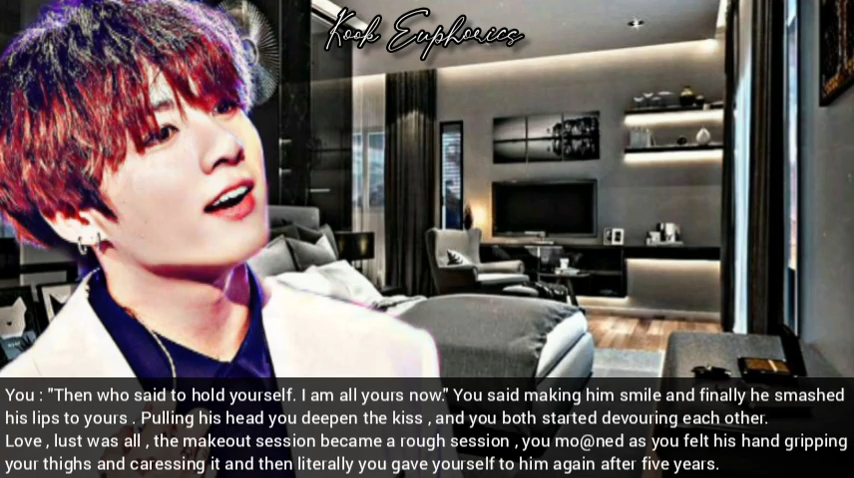 Kook Euphorics
You : "Then who said to hold yourself. I am all yours now." You said making him smile and finally he smashed
his lips to yours . Pulling his head you deepen the kiss , and you both started devouring each other.
Love , lust was all , the makeout session became a rough session , you mo@ned as you felt his hand gripping
your thighs and caressing it and then literally you gave yourself to him again after five years.